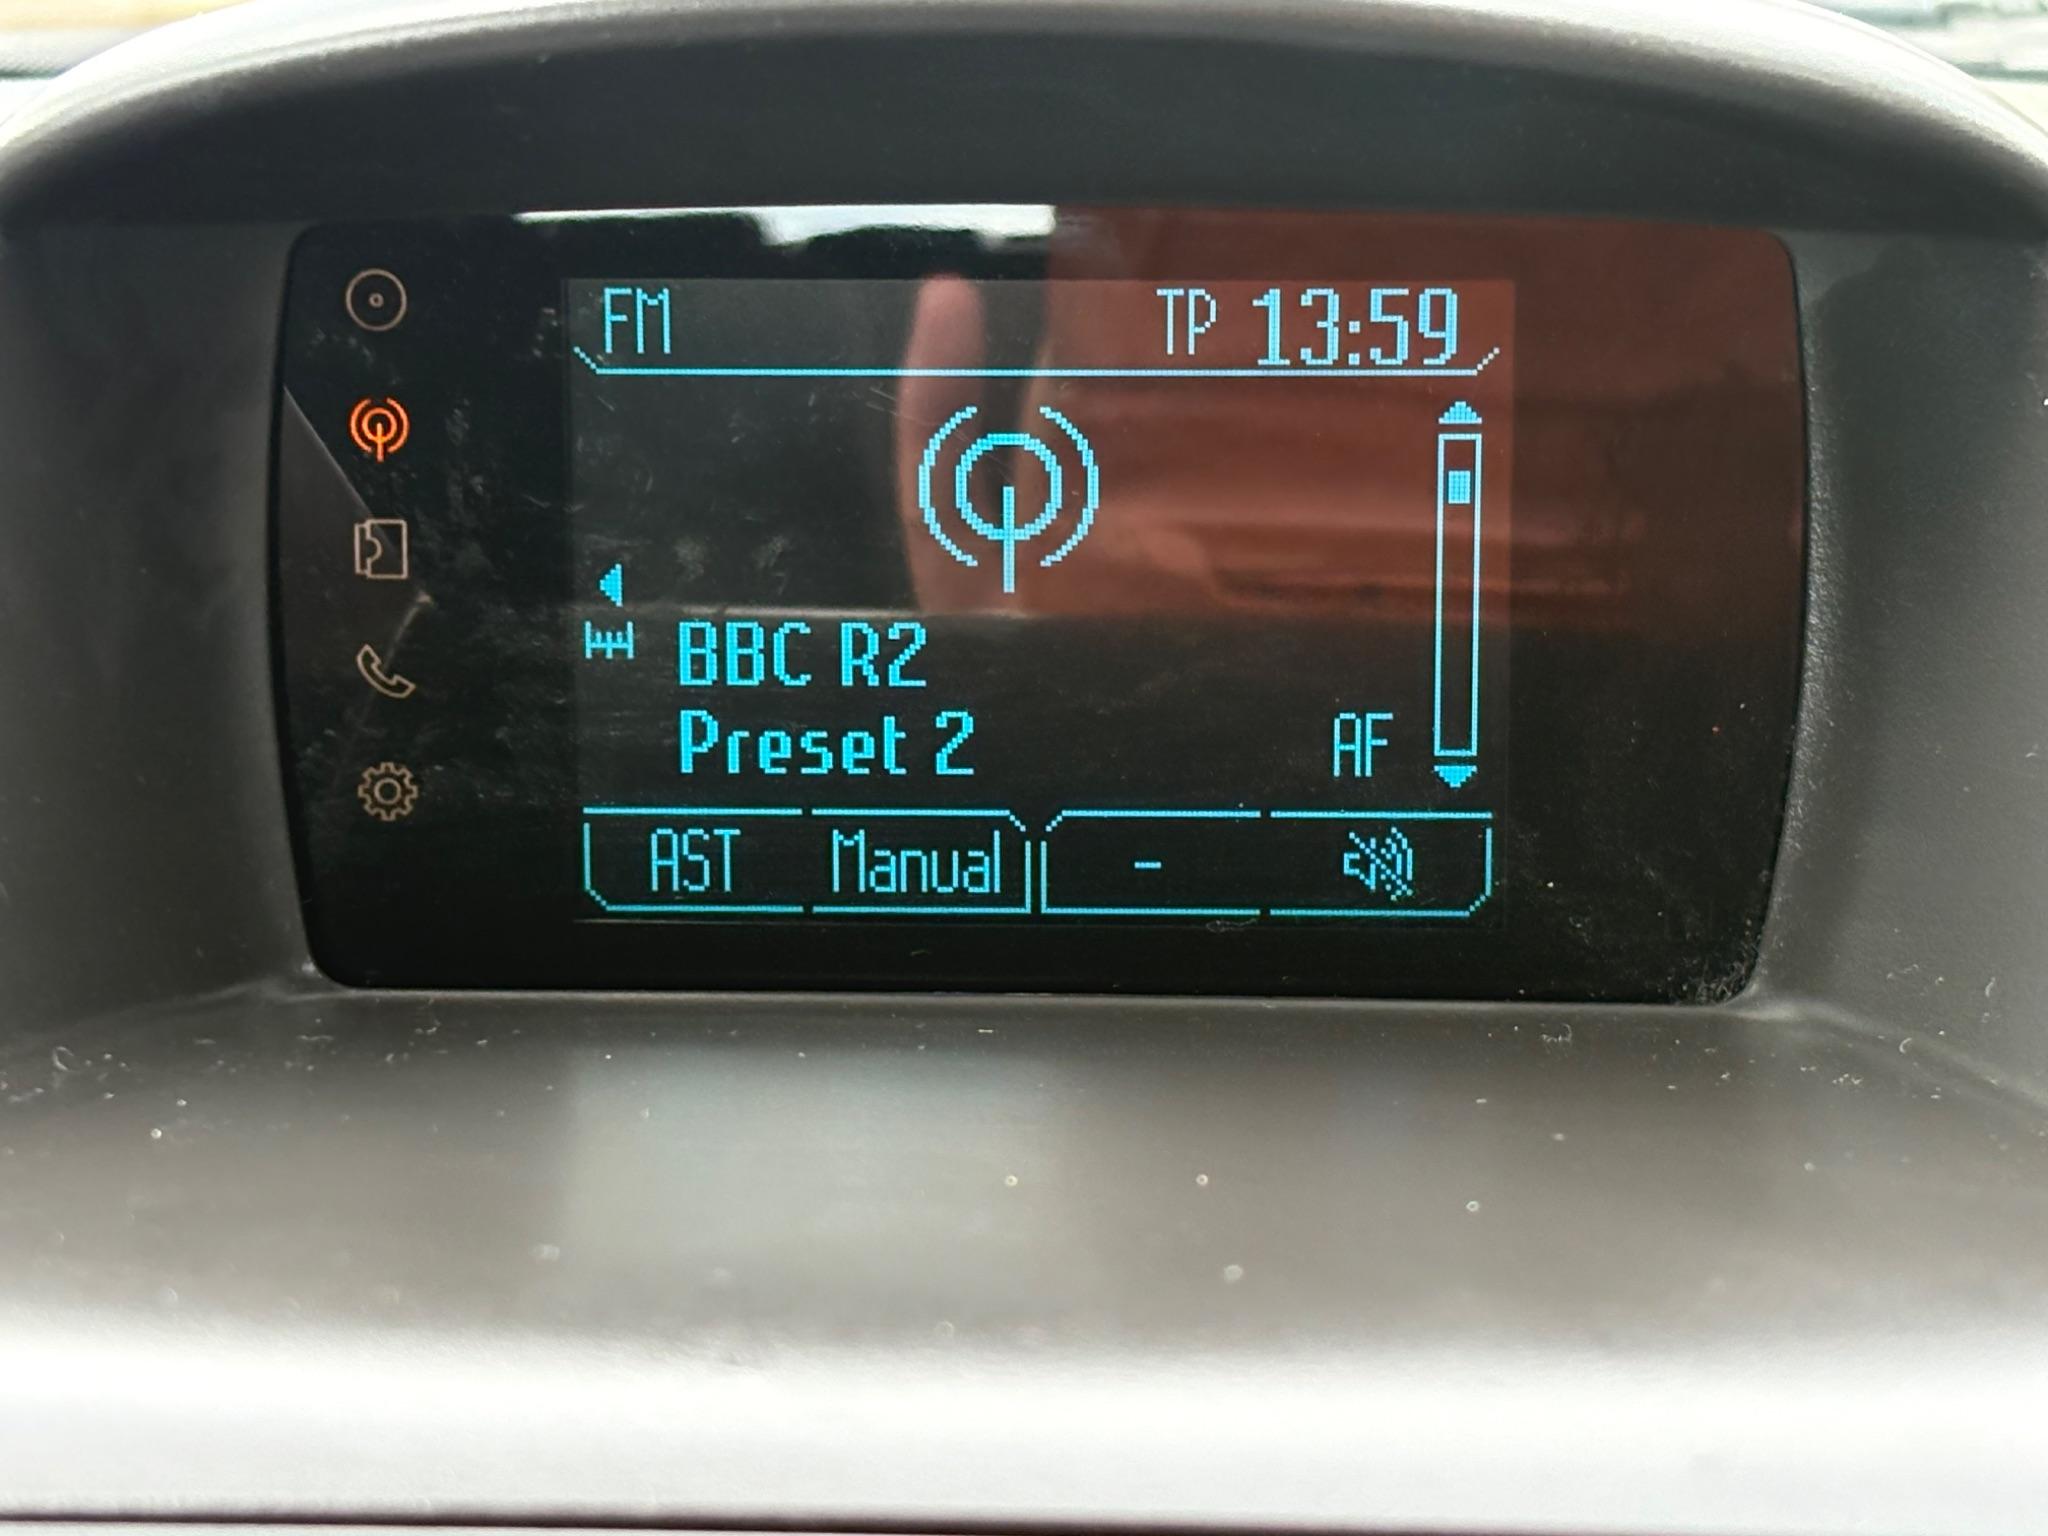 FM TP 13:59
BBC R2
Preset 2 AF
AST Manual -